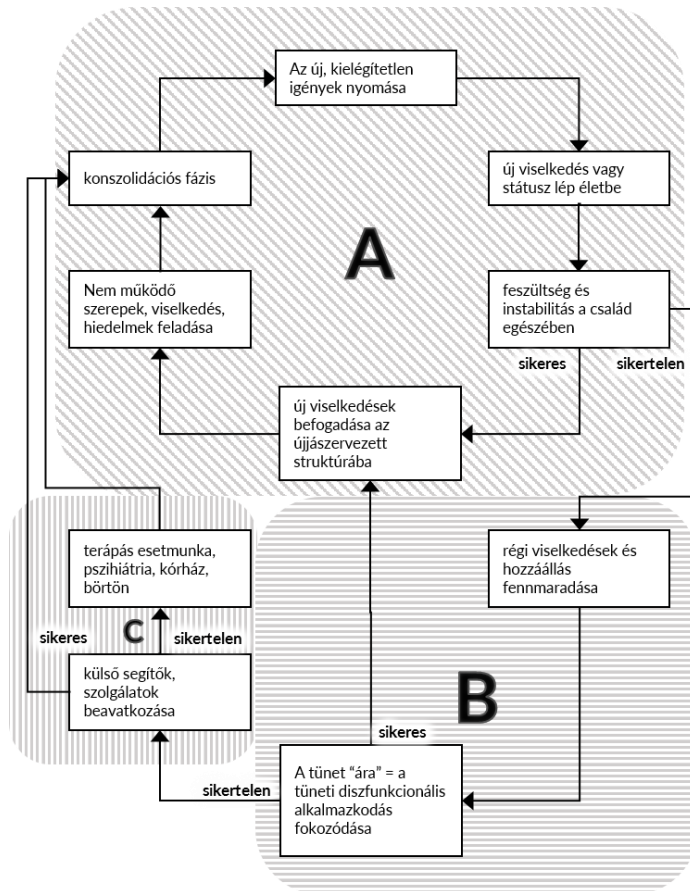 Az új, kielégítetlen
igények nyomása
konszolidációs fázis
új viselkedés vagy
státusz lép életbe
A
Nem működő
szerepek, viselkedés,
hiedelmek feladása
feszültség és
instabilitás a család
egészében
sikeres
sikertelen
új viselkedések
befogadása az
újjászervezett
struktúrába
terápás esetmunka,
pszihiátria, kórház,
börtön
régi viselkedések és
hozzáállás
fennmaradása
sikeres
C
sikertelen
külső segítők,
szolgálatok
beavatkozása
B
sikeres
sikertelen
A tünet “ára” = a
tüneti diszfunkcionális
alkalmazkodás
fokozódása